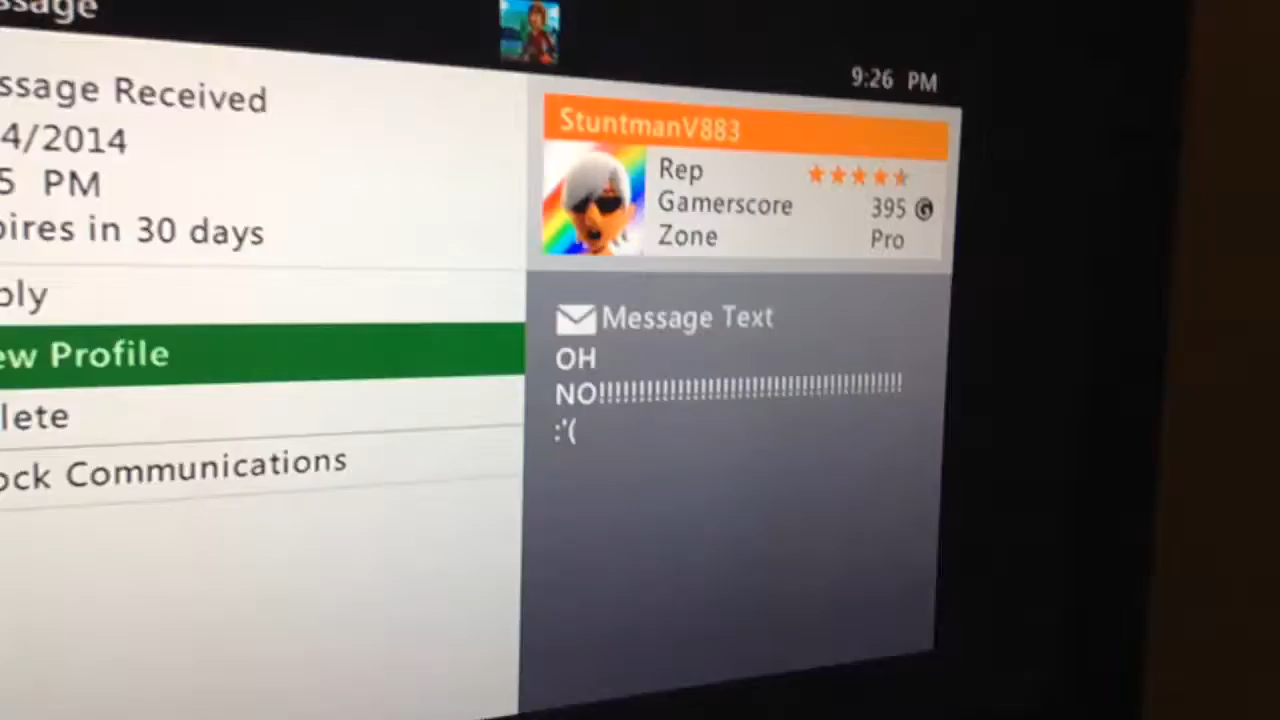 ssage
9:26 PM
ssage Received
4/2014
5 PM
pires in 30 days
ply
ew Profile
lete
ock Communications
StuntmanV883
Rep
Gamerscore 395 G
Zone Pro
Message Text
OH
NO!!!!!!!!!!!!!!!!!!!!!!!!!!!!!!!!!!!!!!!!!!!
:'(